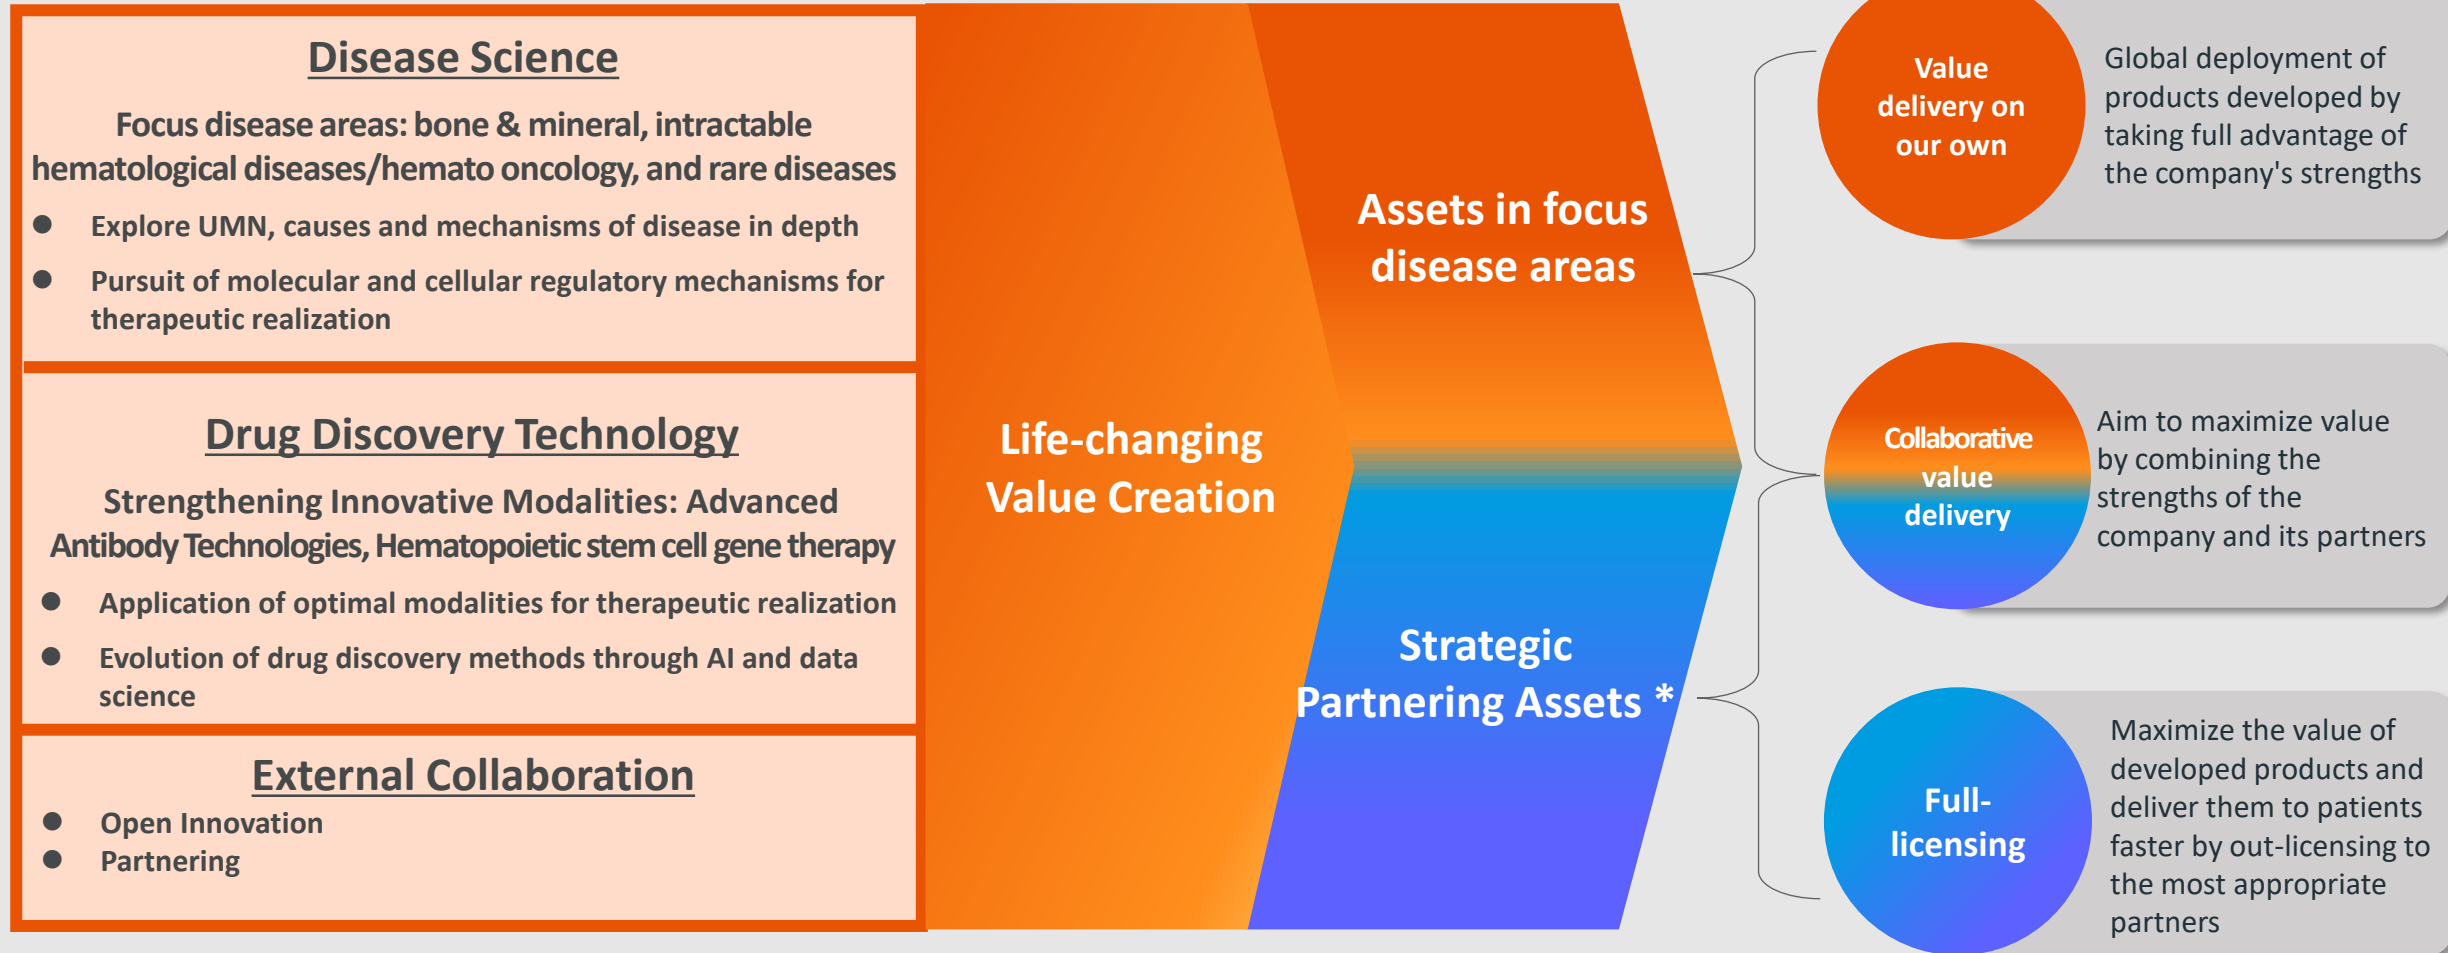 Disease Science
Focus disease areas: bone & mineral, intractable
hematological diseases/hemato oncology, and rare diseases
● Explore UMN, causes and mechanisms of disease in depth
● Pursuit of molecular and cellular regulatory mechanisms for
therapeutic realization
Drug Discovery Technology
Strengthening Innovative Modalities: Advanced
Antibody Technologies, Hematopoietic stem cell gene therapy
● Application of optimal modalities for therapeutic realization
● Evolution of drug discovery methods through AI and data
science
External Collaboration
● Open Innovation
● Partnering
Life-changing
Value Creation
Assets in focus
disease areas
Strategic
Partnering Assets *
Value
delivery on
our own
Global deployment of
products developed by
taking full advantage of
the company's strengths
Collaborative
value
delivery
Aim to maximize value
by combining the
strengths of the
company and its partners
Full-
licensing
Maximize the value of
developed products and
deliver them to patients
faster by out-licensing to
the most appropriate
partners